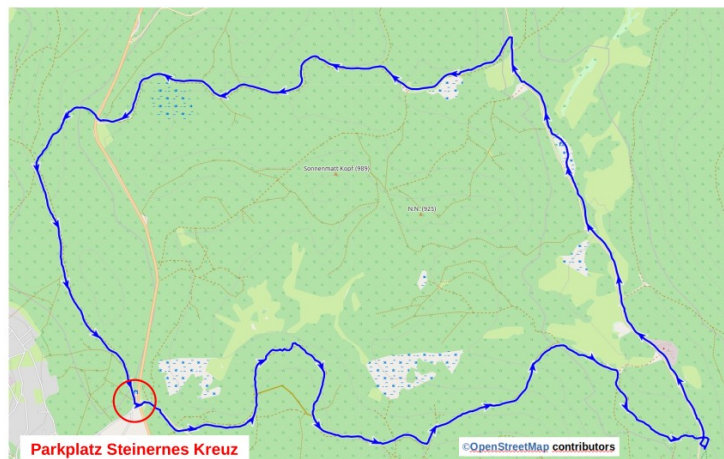 Sonnenmatt Kopf (989)
N.N. (923)
©OpenStreetMap contributors
Parkplatz Steinernes Kreuz